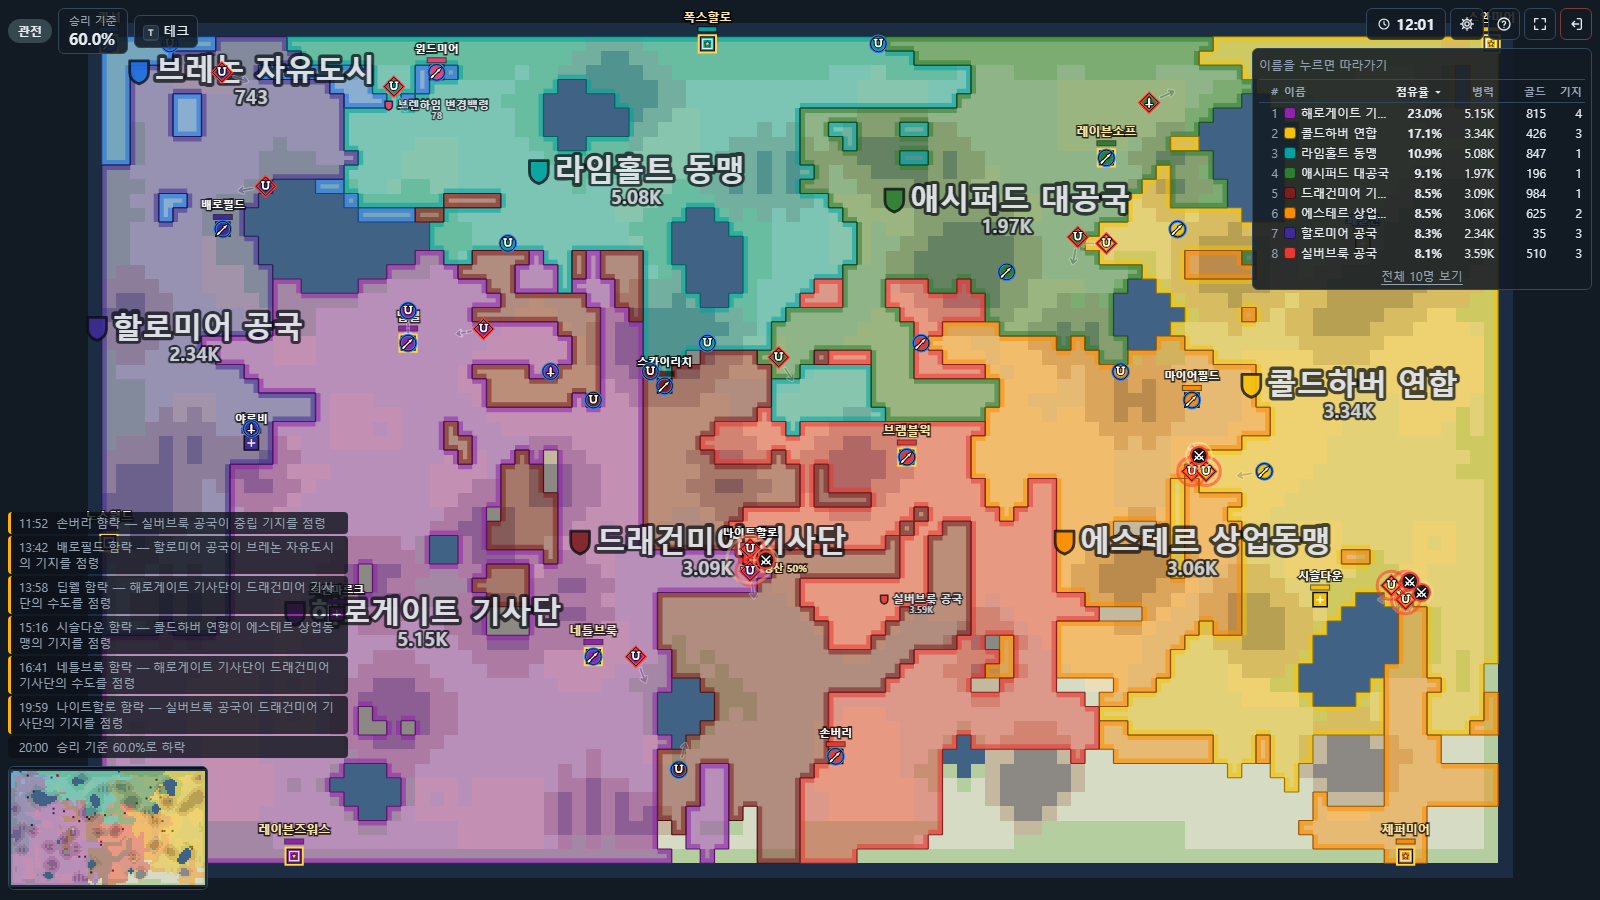 관전
승리 기준
60.0%
T 테크
12:01
이름을 누르면 따라가기
# 이름 점유율 병력 골드 기지
1 해로게이트 기... 23.0% 5.15K 815 4
2 콜드하버 연합 17.1% 3.34K 426 3
3 라임홀트 동맹 10.9% 5.08K 847 1
4 애시퍼드 대공국 9.1% 1.97K 196 1
5 드래건미어 기... 8.5% 3.09K 984 1
6 에스테르 상업... 8.5% 3.06K 625 2
7 할로미어 공국 8.3% 2.34K 35 3
8 실버브룩 공국 8.1% 3.59K 510 3
전체 10명 보기
폭스할로
윈드미어
브레논 자유도시
743
브렌하임 변경백령
78
레이븐소프
라임홀트 동맹
5.08K
애시퍼드 대공국
1.97K
배로필드
할로미어 공국
2.34K
스카이리치
마이어필드
콜드하버 연합
3.34K
야로비
브램블윅
나이트할로
드래건미어 기사단
3.09K
50%
에스테르 상업동맹
3.06K
시슬다운
실버브룩 공국
3.59K
해로게이트 기사단
5.15K
네틀브룩
손버리
레이븐즈워스
제퍼미어
11:52 손버리 함락 — 실버브룩 공국이 중립 기지를 점령
13:42 배로필드 함락 — 할로미어 공국이 브레논 자유도시
의 기지를 점령
13:58 딥웰 함락 — 해로게이트 기사단이 드래건미어 기사
단의 수도를 점령
15:16 시슬다운 함락 — 콜드하버 연합이 에스테르 상업동
맹의 기지를 점령
16:41 네틀브룩 함락 — 해로게이트 기사단이 드래건미어
기사단의 수도를 점령
19:59 나이트할로 함락 — 실버브룩 공국이 드래건미어 기
사단의 기지를 점령
20:00 승리 기준 60.0%로 하락